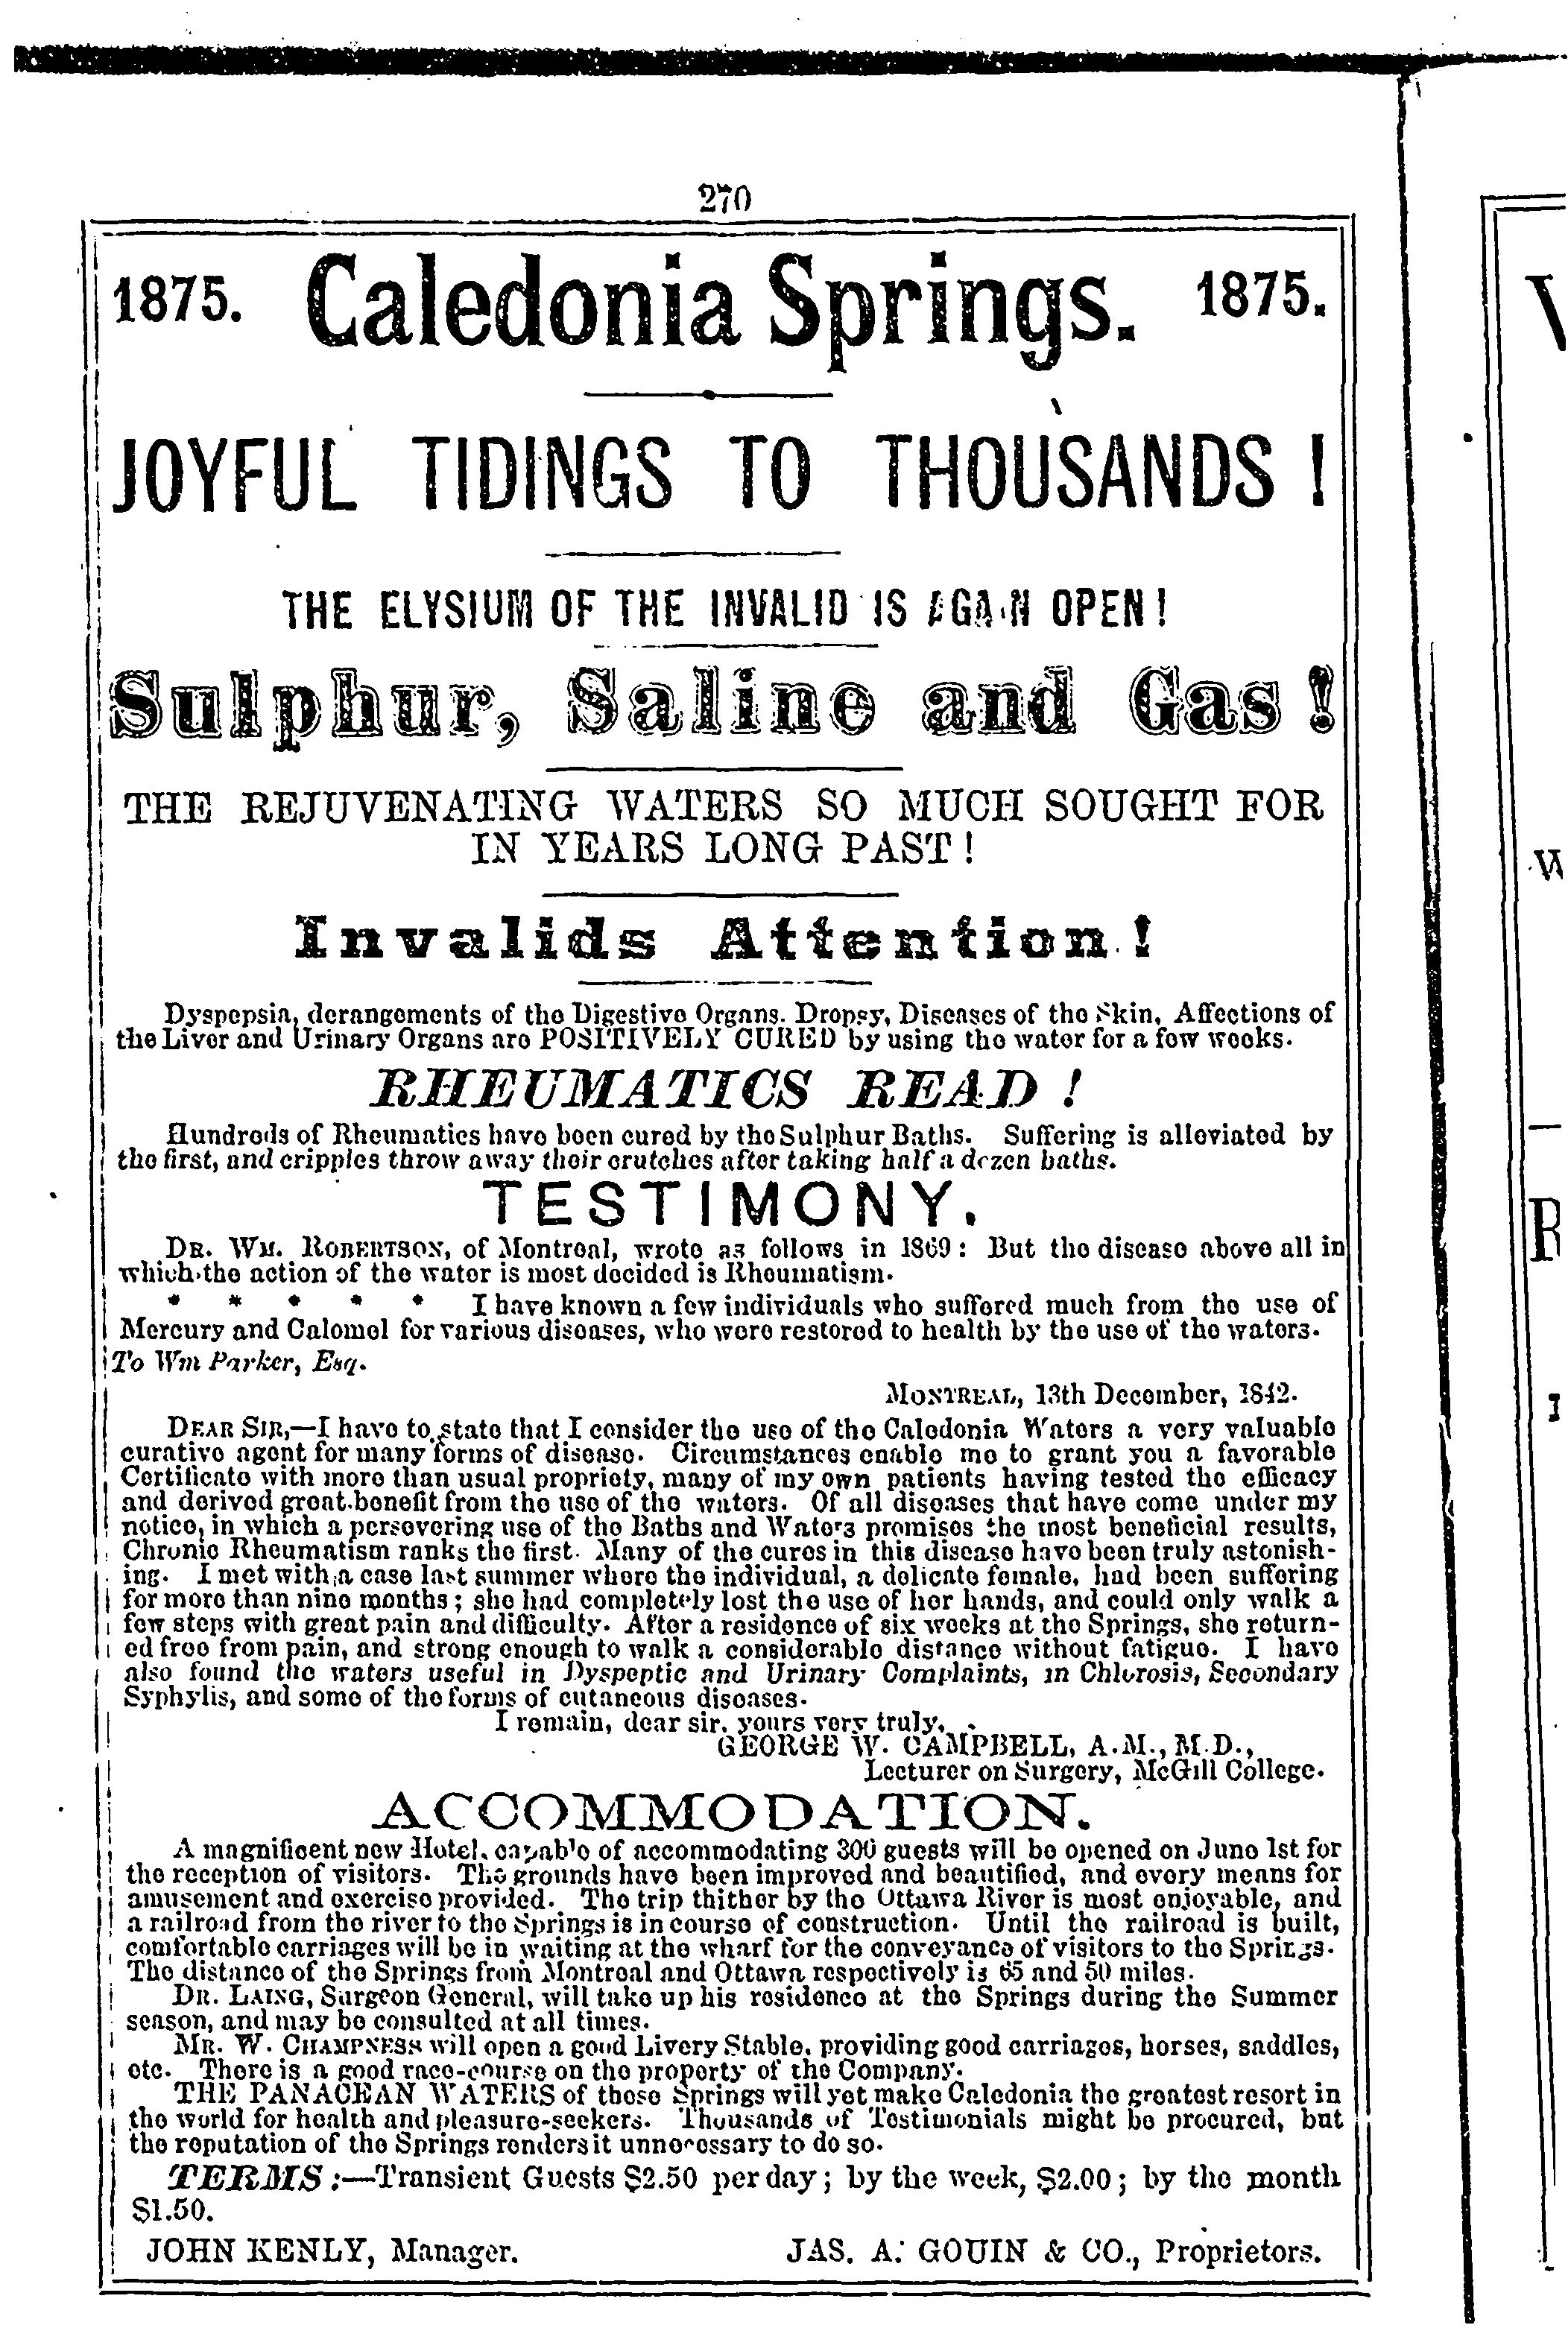 270
1875. Caledonia Springs. 1875.
JOYFUL TIDINGS TO THOUSANDS !
THE ELYSIUM OF THE INVALID IS AGAIN OPEN !
Sulphur, Saline and Gas !
THE REJUVENATING WATERS SO MUCH SOUGHT FOR
IN YEARS LONG PAST !
Invalids Attention !
Dyspepsia, derangements of the Digestive Organs. Dropsy, Diseases of the Skin, Affections of
the Liver and Urinary Organs are POSITIVELY CURED by using the water for a few weeks.
RHEUMATICS READ !
Hundreds of Rheumatics have been cured by the Sulphur Baths. Suffering is alleviated by
the first, and cripples throw away their crutches after taking half a dozen baths.
TESTIMONY.
DR. WM. ROBERTSON, of Montreal, wrote as follows in 1869 : But the disease above all in
which the action of the water is most decided is Rheumatism.
* * * * * I have known a few individuals who suffered much from the use of
Mercury and Calomel for various diseases, who were restored to health by the use of the waters.
To Wm Parker, Esq.
MONTREAL, 13th December, 1842.
DEAR SIR,—I have to state that I consider the use of the Caledonia Waters a very valuable
curative agent for many forms of disease. Circumstances enable me to grant you a favorable
Certificate with more than usual propriety, many of my own patients having tested the efficacy
and derived great benefit from the use of the waters. Of all diseases that have come under my
notice, in which a persevering use of the Baths and Waters promises the most beneficial results,
Chronic Rheumatism ranks the first. Many of the cures in this disease have been truly astonish-
ing. I met with a case last summer where the individual, a delicate female, had been suffering
for more than nine months ; she had completely lost the use of her hands, and could only walk a
few steps with great pain and difficulty. After a residence of six weeks at the Springs, she return-
ed free from pain, and strong enough to walk a considerable distance without fatigue. I have
also found the waters useful in Dyspeptic and Urinary Complaints, in Chlorosis, Secondary
Syphylis, and some of the forms of cutaneous diseases.
I remain, dear sir, yours very truly,
GEORGE W. CAMPBELL, A.M., M.D.,
Lecturer on Surgery, McGill College.
ACCOMMODATION.
A magnificent new Hotel, capable of accommodating 300 guests will be opened on June 1st for
the reception of visitors. The grounds have been improved and beautified, and every means for
amusement and exercise provided. The trip thither by the Ottawa River is most enjoyable, and
a railroad from the river to the Springs is in course of construction. Until the railroad is built,
comfortable carriages will be in waiting at the wharf for the conveyance of visitors to the Springs.
The distance of the Springs from Montreal and Ottawa respectively is 65 and 50 miles.
DR. LAING, Surgeon General, will take up his residence at the Springs during the Summer
season, and may be consulted at all times.
MR. W. CHAMPNESS will open a good Livery Stable, providing good carriages, horses, saddles,
etc. There is a good race-course on the property of the Company.
THE PANACEAN WATERS of these Springs will yet make Caledonia the greatest resort in
the world for health and pleasure-seekers. Thousands of Testimonials might be procured, but
the reputation of the Springs renders it unnecessary to do so.
TERMS :—Transient Guests $2.50 per day ; by the week, $2.00 ; by the month
$1.50.
JOHN KENLY, Manager. JAS. A. GOUIN & CO., Proprietors.